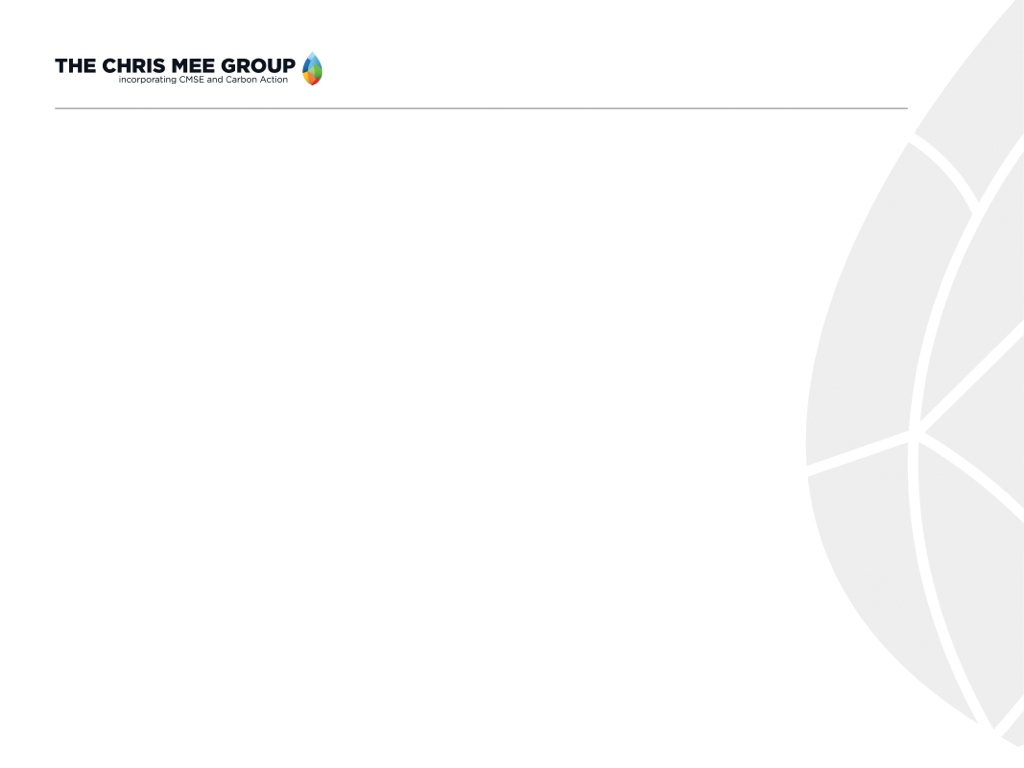 THE CHRIS MEE GROUP
incorporating CMSE and Carbon Action